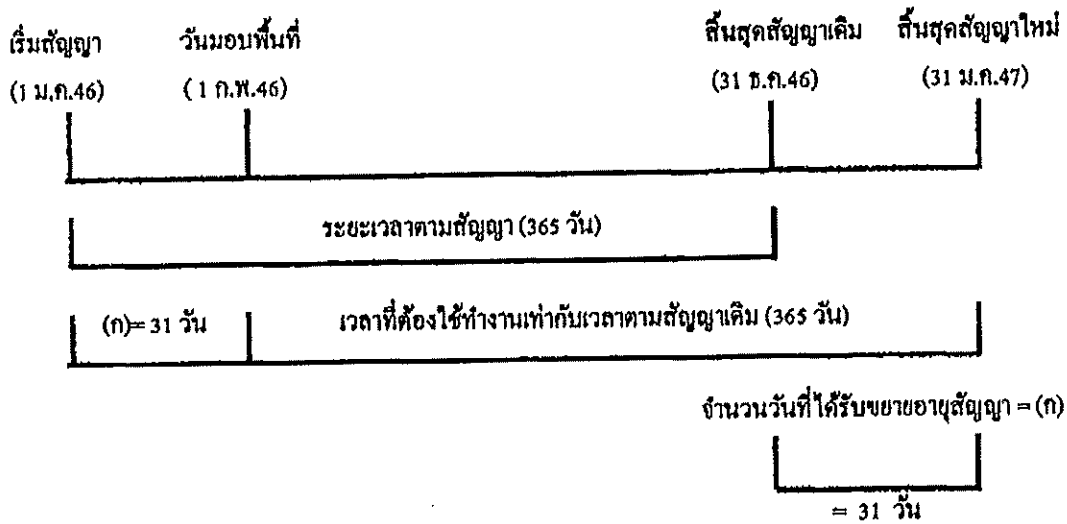 เริ่มสัญญา วันมอบพื้นที่ สิ้นสุดสัญญาเดิม สิ้นสุดสัญญาใหม่
(1 ม.ค.46) (1 ก.พ.46) (31 ธ.ค.46) (31 ม.ค.47)
ระยะเวลาตามสัญญา (365 วัน)
(ก)= 31 วัน เวลาที่ต้องใช้ทำงานเท่ากับเวลาตามสัญญาเดิม (365 วัน)
จำนวนวันที่ได้รับขยายอายุสัญญา = (ก)
= 31 วัน